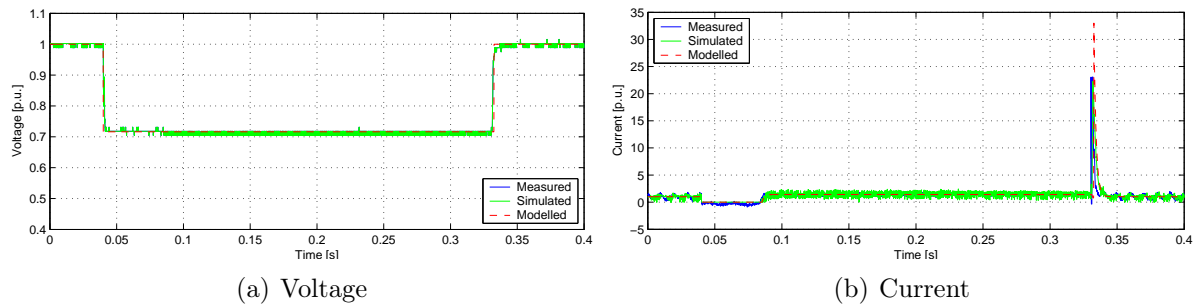 1.1
1
0.9
0.8
0.7
0.6
0.5
0.4
Voltage [p.u.]
0
0.05
0.1
0.15
0.2
0.25
0.3
0.35
0.4
Time [s]
Measured
Simulated
Modelled
(a) Voltage
35
30
25
20
15
10
5
0
−5
Current [p.u.]
0
0.05
0.1
0.15
0.2
0.25
0.3
0.35
0.4
Time [s]
Measured
Simulated
Modelled
(b) Current